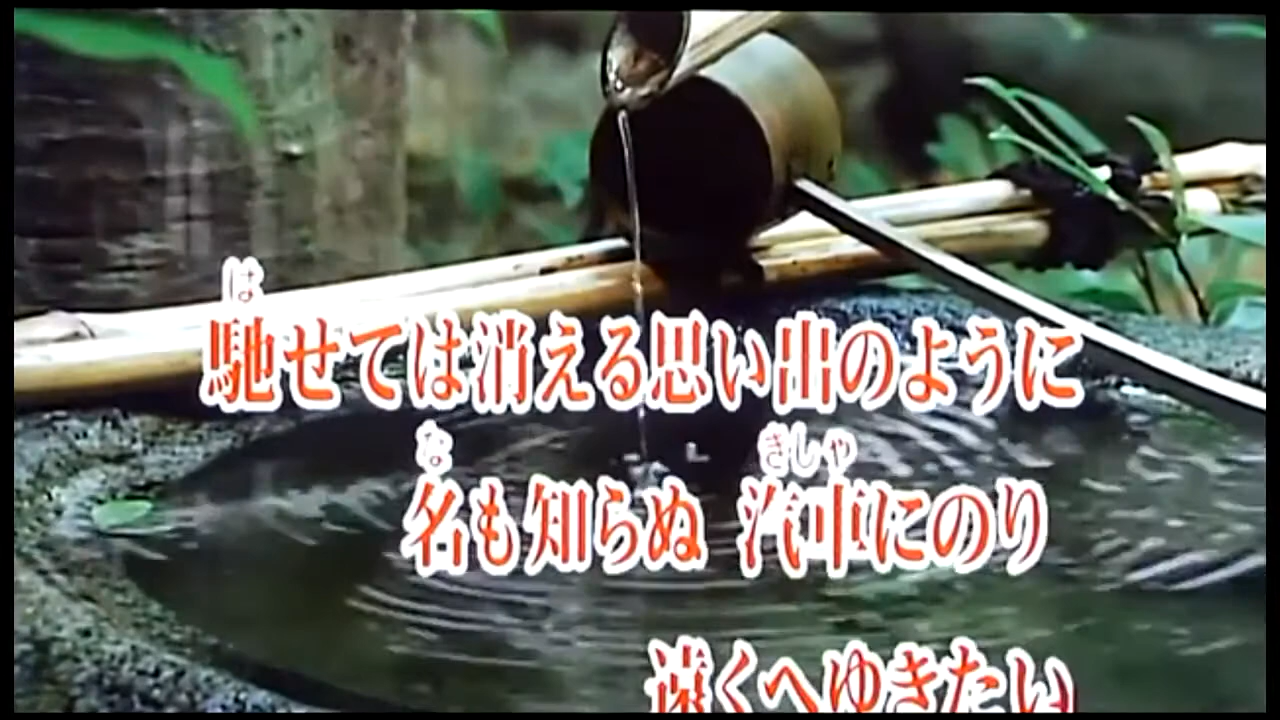 は
馳せては消える思い出のように
な きしゃ
名も知らぬ 汽車にのり
遠くへゆきたい